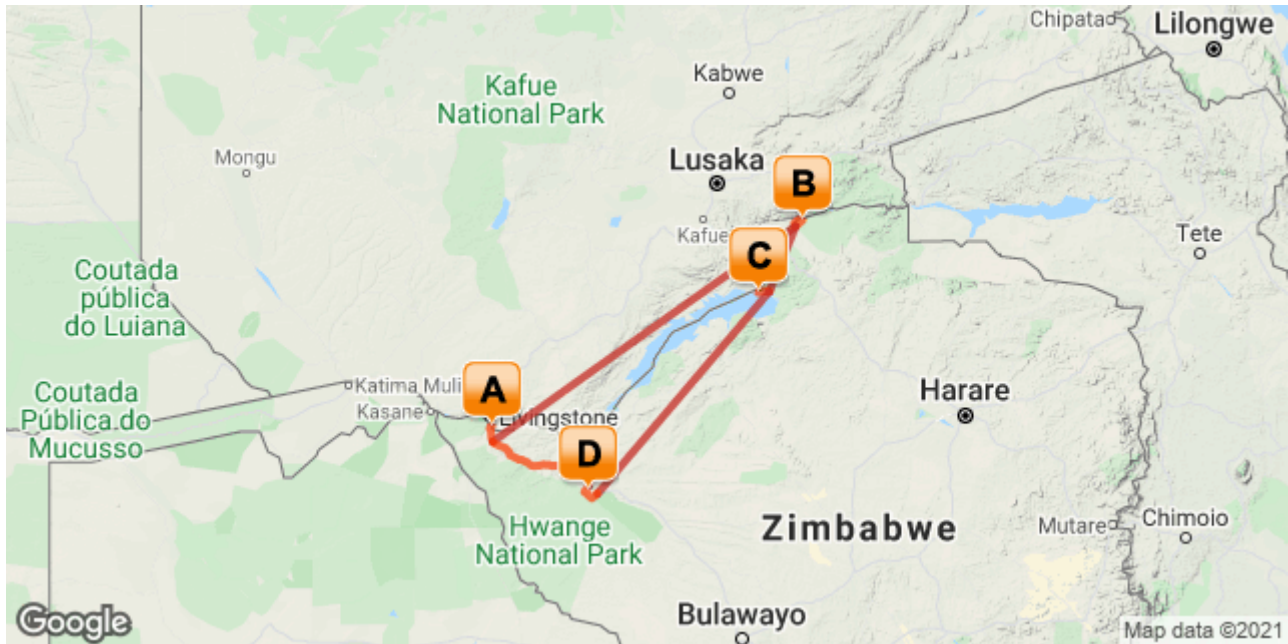 Chipata
Lilongwe
Kabwe
Kafue
National Park
Lusaka
Mongu
B
Kafue
Tete
C
Coutada
pública
do Luiana
A
Katima Muli
Harare
Coutada
Pública do
Mucusso
Kasane
Livingstone
D
Hwange
National Park
Zimbabwe
Mutare
Chimoio
Bulawayo
Google
Map data ©2021